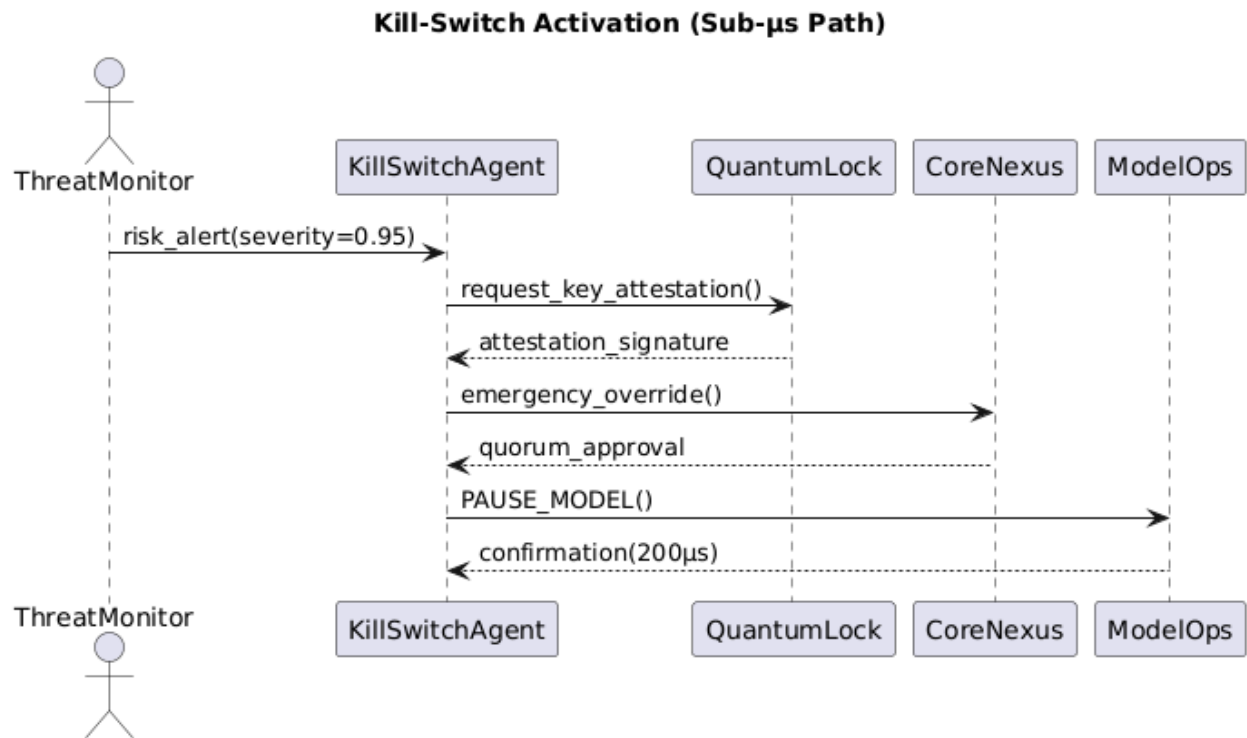 Kill-Switch Activation (Sub-μs Path)
ThreatMonitor
KillSwitchAgent
QuantumLock
CoreNexus
ModelOps
risk_alert(severity=0.95)
request_key_attestation()
attestation_signature
emergency_override()
quorum_approval
PAUSE_MODEL()
confirmation(200μs)
ThreatMonitor
KillSwitchAgent
QuantumLock
CoreNexus
ModelOps